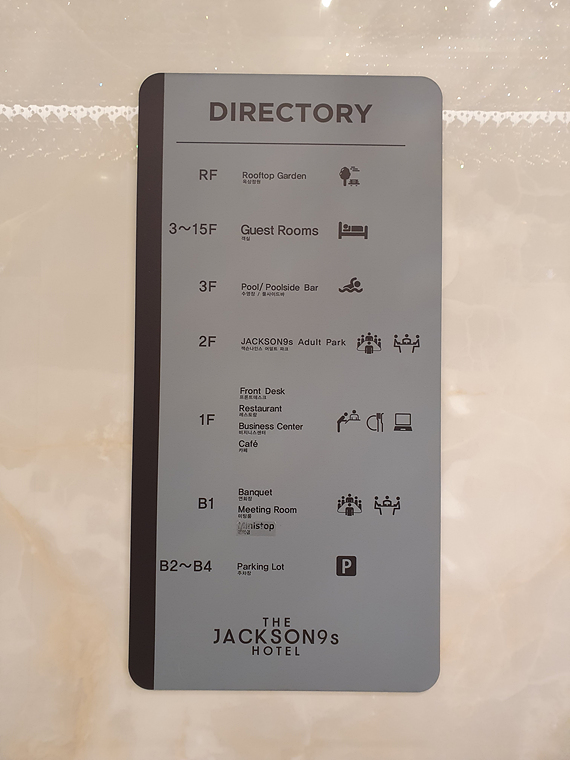 DIRECTORY
RF
Rooftop Garden
옥상정원
3~15F
Guest Rooms
객실
3F
Pool/ Poolside Bar
수영장 / 풀사이드바
2F
JACKSON9s Adult Park
잭슨나인스 어덜트 파크
1F
Front Desk
프론트데스크
Restaurant
레스토랑
Business Center
비지니스센터
Café
카페
B1
Banquet
연회장
Meeting Room
미팅룸
Ministop
B2~B4
Parking Lot
주차장
P
THE
JACKSON9s
HOTEL